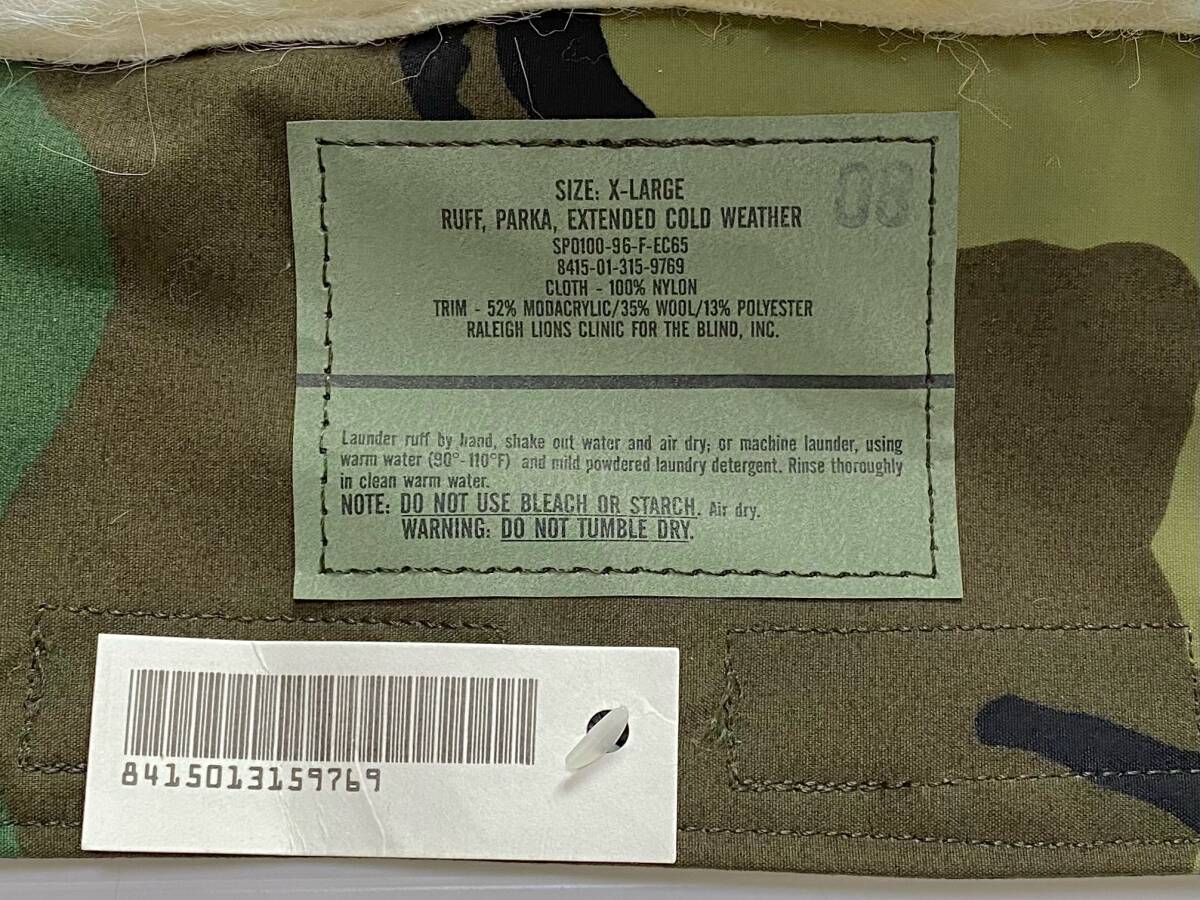 08
SIZE: X-LARGE
RUFF, PARKA, EXTENDED COLD WEATHER
SPO100-96-F-EC65
8415-01-315-9769
CLOTH - 100% NYLON
TRIM - 52% MODACRYLIC/35% WOOL/13% POLYESTER
RALEIGH LIONS CLINIC FOR THE BLIND, INC.
Launder ruff by hand, shake out water and air dry; or machine launder, using
warm water (90°-110°F) and mild powdered laundry detergent. Rinse thoroughly
in clean warm water.
NOTE: DO NOT USE BLEACH OR STARCH. Air dry.
WARNING: DO NOT TUMBLE DRY.
8415013159769